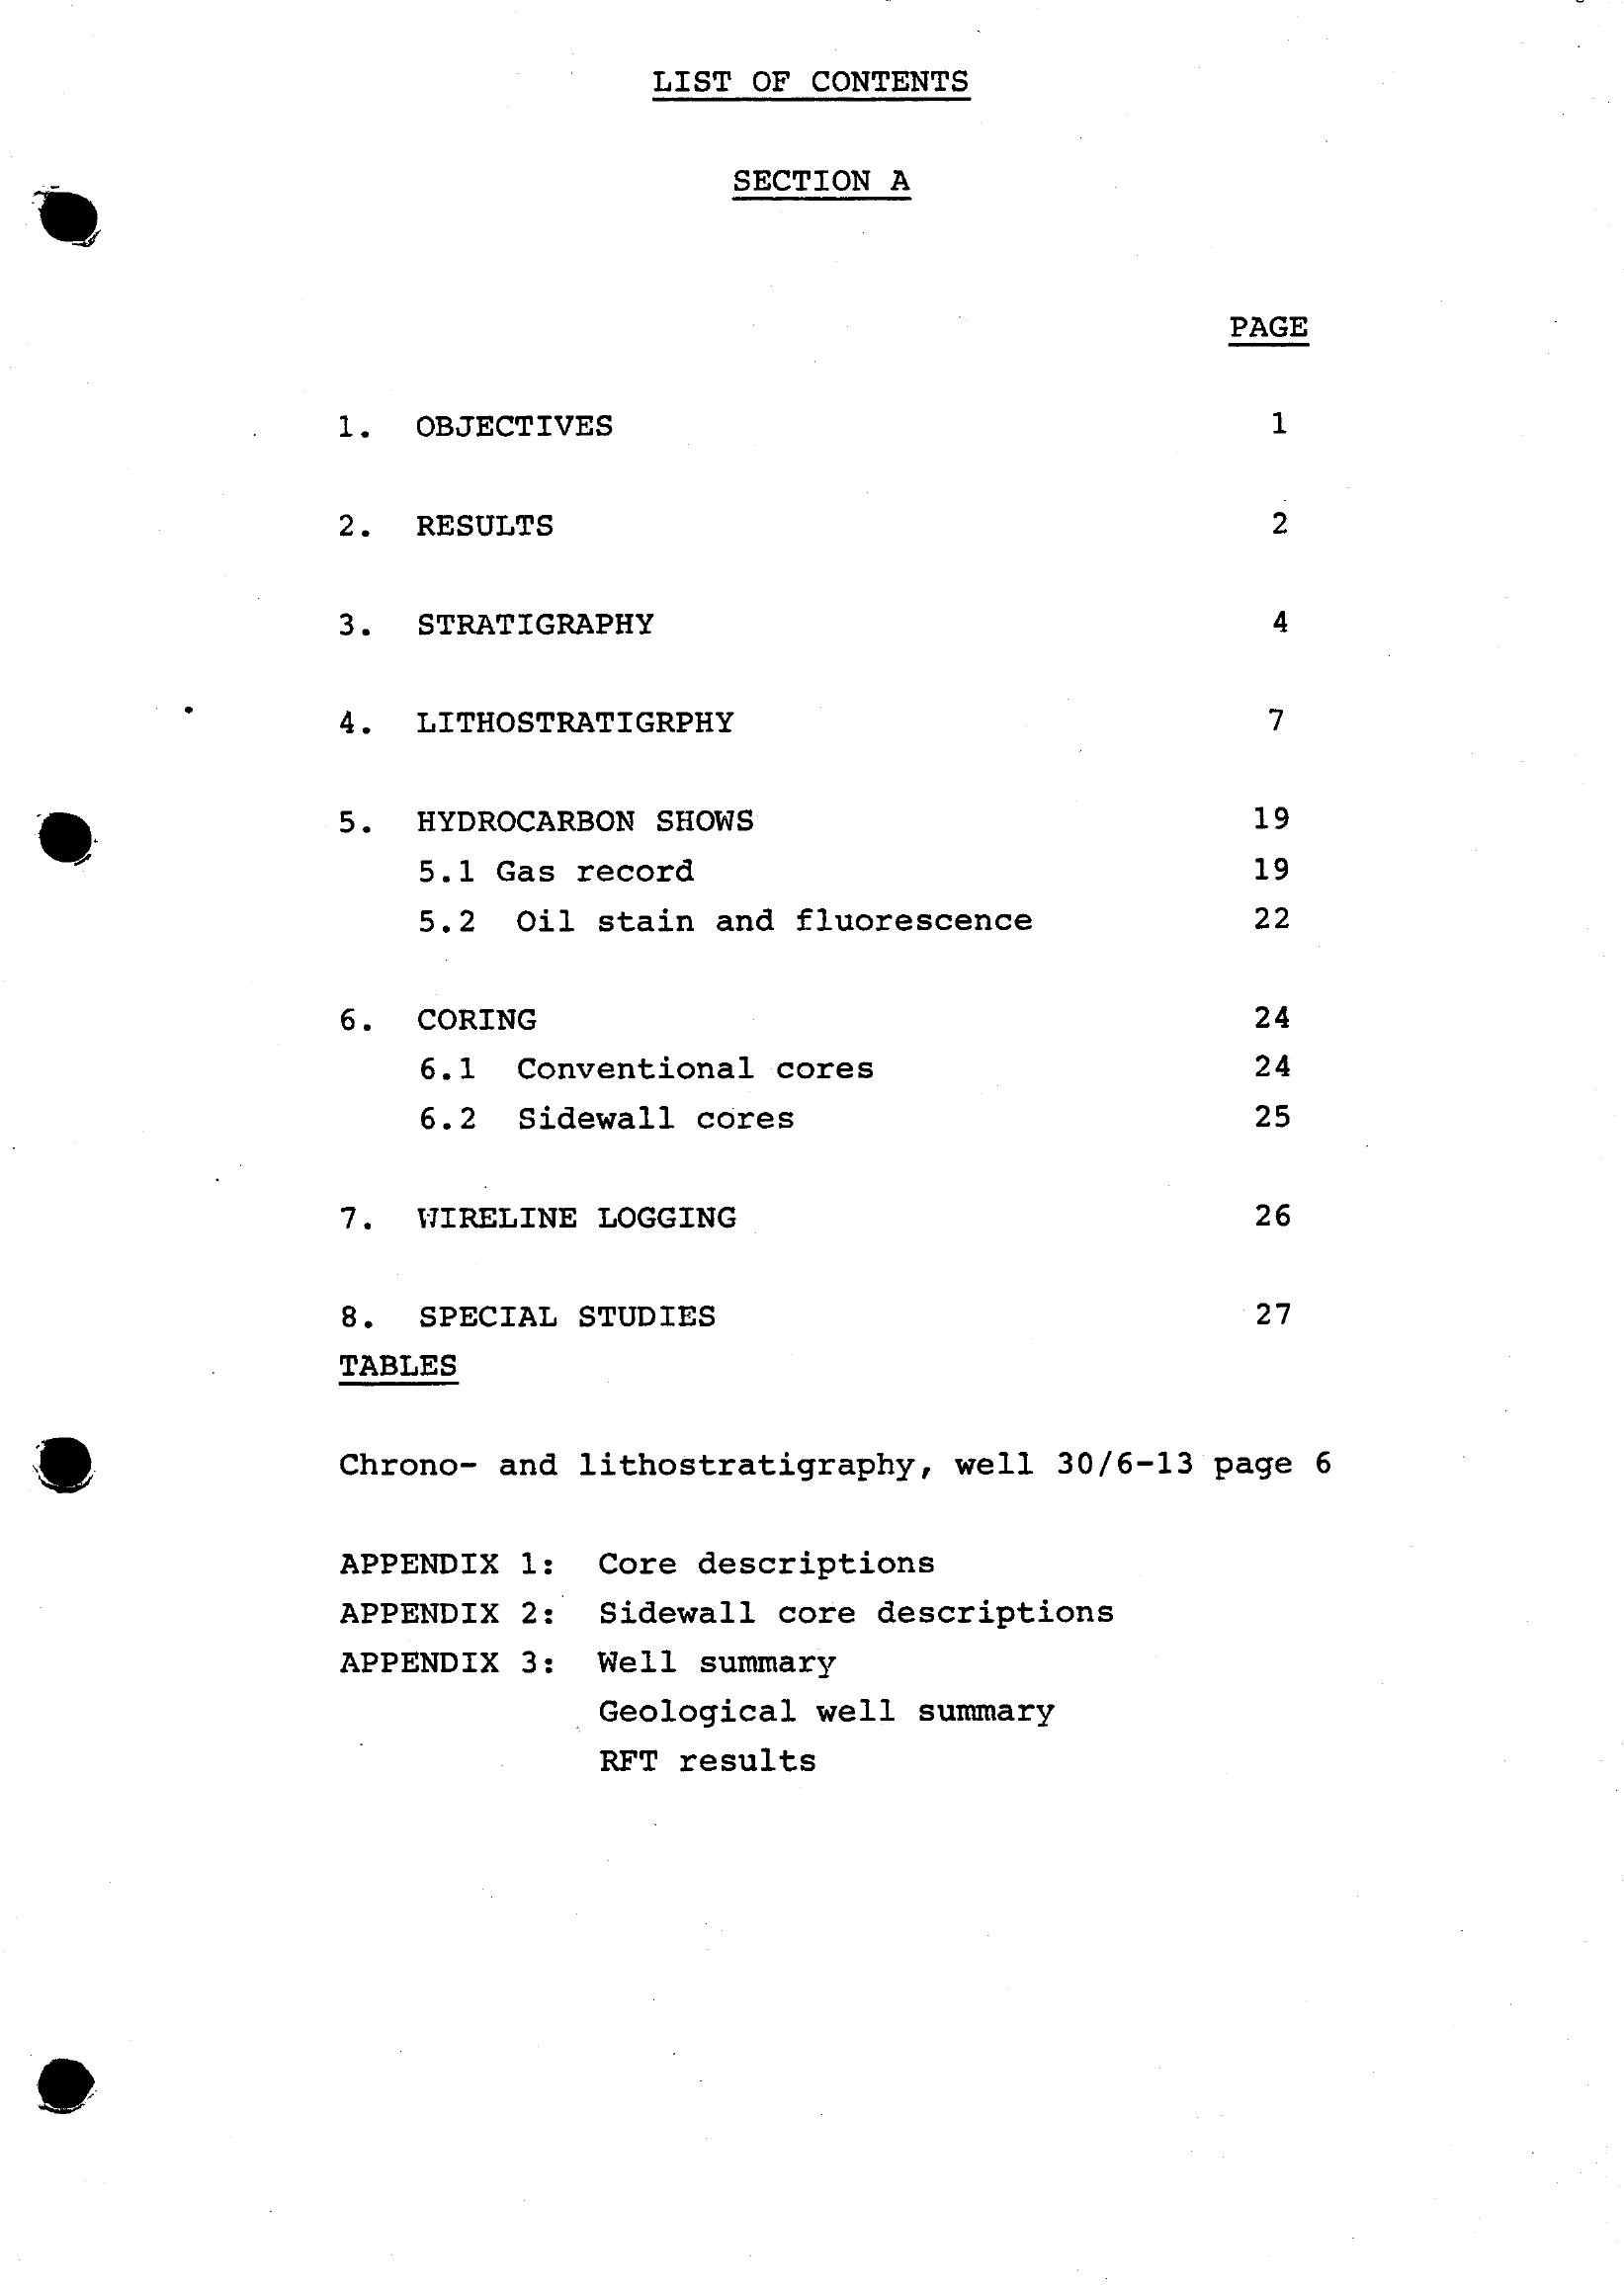 LIST OF CONTENTS
SECTION A
PAGE
1. OBJECTIVES 1
2. RESULTS 2
3. STRATIGRAPHY 4
4. LITHOSTRATIGRPHY 7
5. HYDROCARBON SHOWS 19
5.1 Gas record 19
5.2 Oil stain and fluorescence 22
6. CORING 24
6.1 Conventional cores 24
6.2 Sidewall cores 25
7. WIRELINE LOGGING 26
8. SPECIAL STUDIES 27
TABLES
Chrono- and lithostratigraphy, well 30/6-13 page 6
APPENDIX 1: Core descriptions
APPENDIX 2: Sidewall core descriptions
APPENDIX 3: Well summary
Geological well summary
RFT results